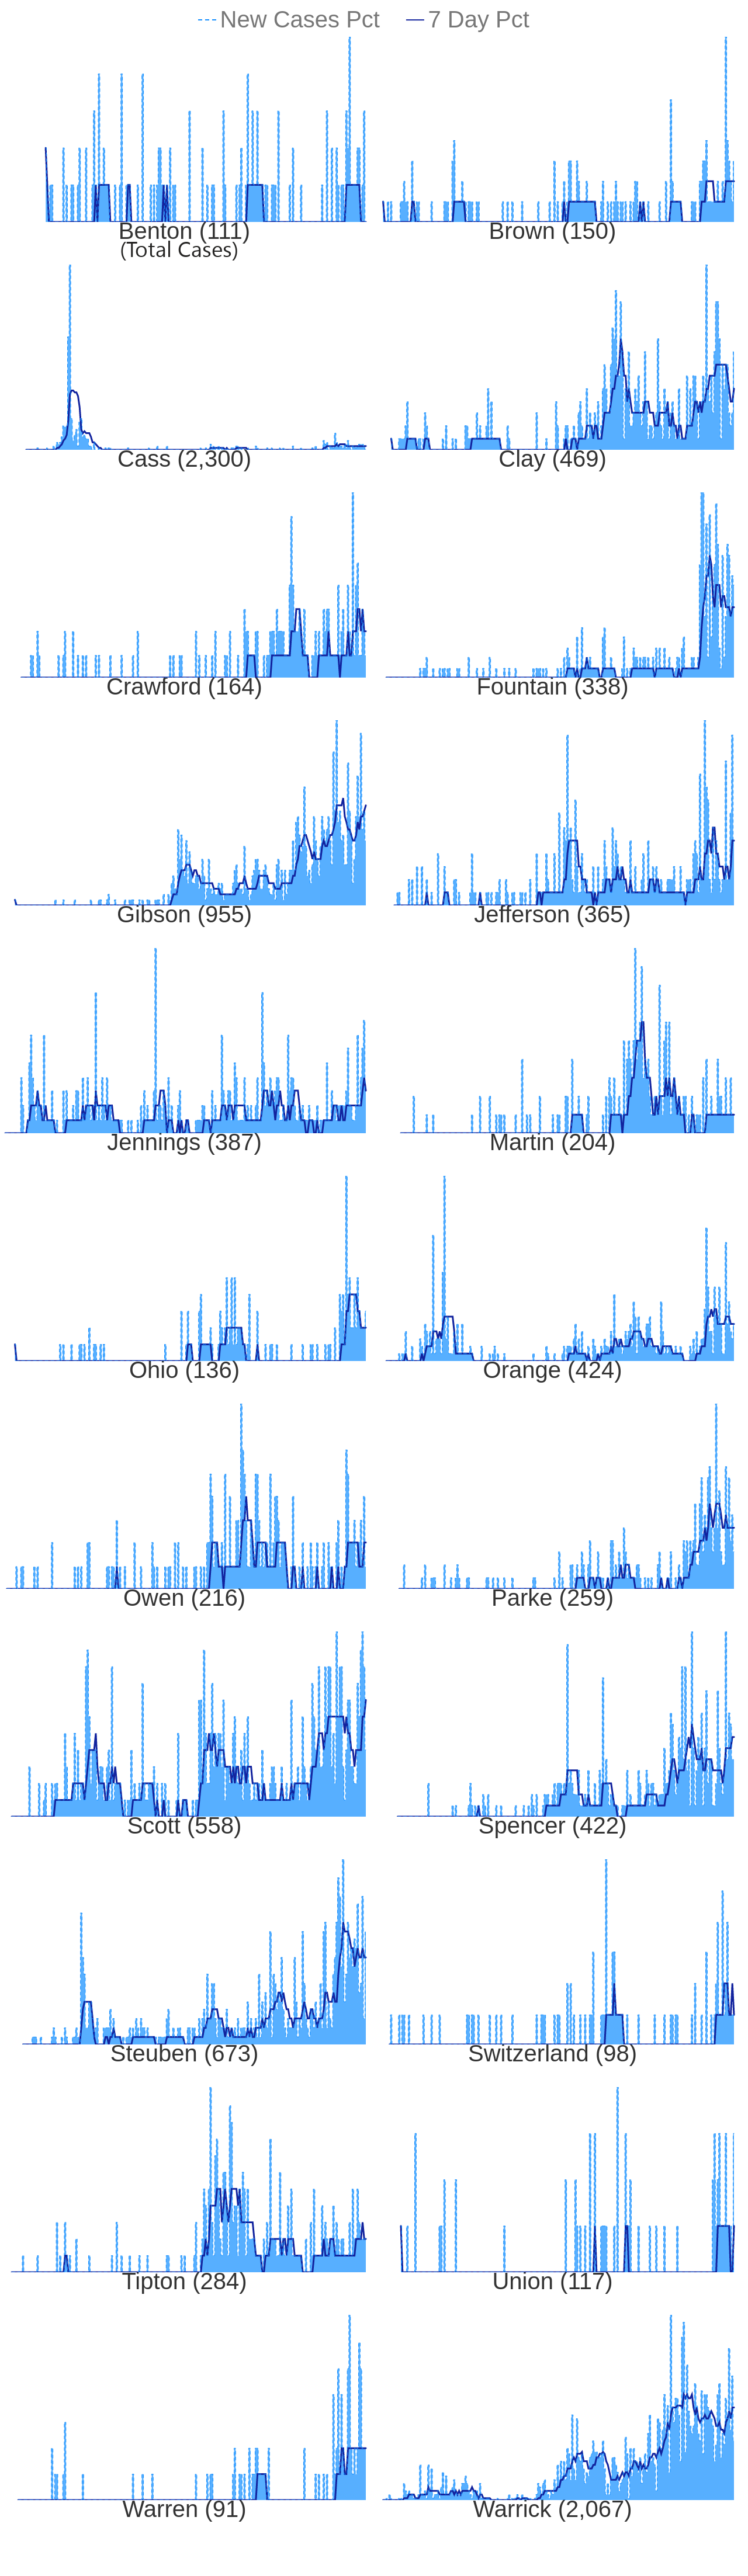 New Cases Pct 7 Day Pct
Benton (111) Brown (150)
(Total Cases)
Cass (2,300) Clay (469)
Crawford (164) Fountain (338)
Gibson (955) Jefferson (365)
Jennings (387) Martin (204)
Ohio (136) Orange (424)
Owen (216) Parke (259)
Scott (558) Spencer (422)
Steuben (673) Switzerland (98)
Tipton (284) Union (117)
Warren (91) Warrick (2,067)